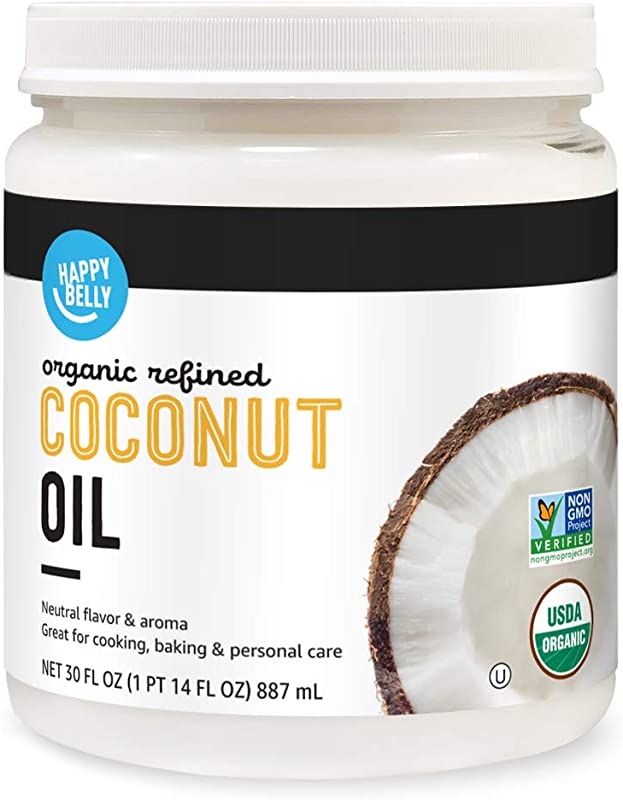 HAPPY
BELLY
organic refined
COCONUT
OIL
Neutral flavor & aroma
Great for cooking, baking & personal care
NET 30 FL OZ (1 PT 14 FL OZ) 887 mL
NON
GMO
Project
VERIFIED
nongmoproject.org
USDA
ORGANIC
U